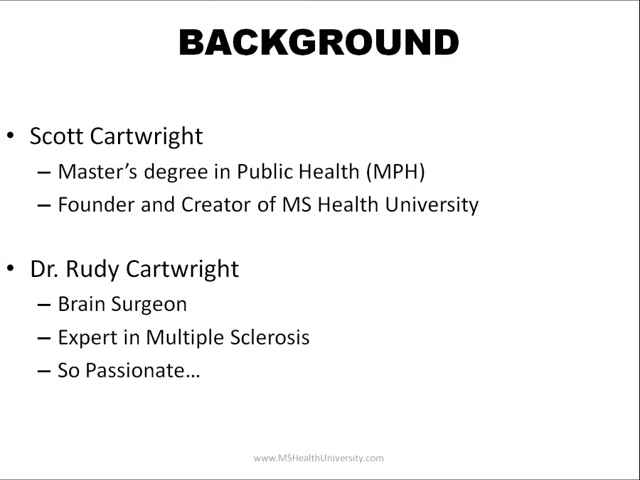 BACKGROUND
• Scott Cartwright
– Master’s degree in Public Health (MPH)
– Founder and Creator of MS Health University
• Dr. Rudy Cartwright
– Brain Surgeon
– Expert in Multiple Sclerosis
– So Passionate…
www.MSHealthUniversity.com